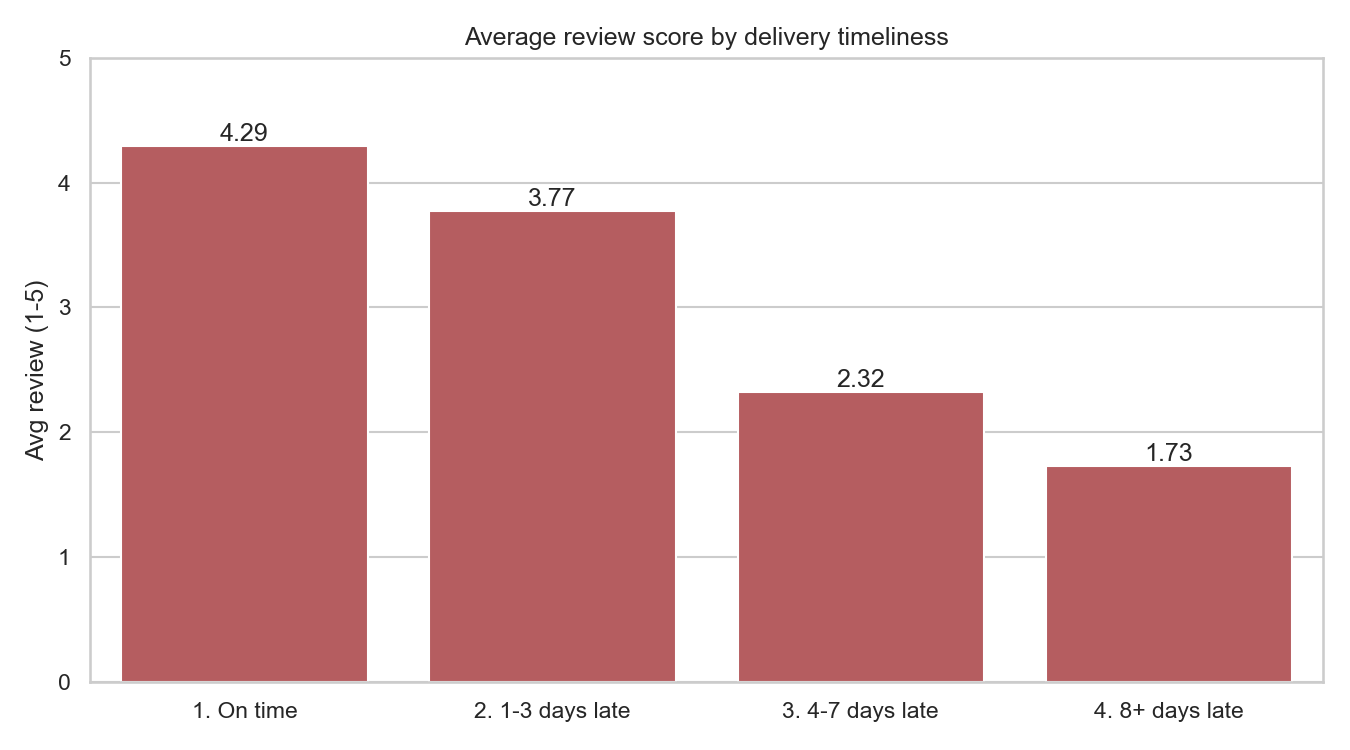 Average review score by delivery timeliness
Avg review (1-5)
5
4
3
2
1
0
4.29
3.77
2.32
1.73
1. On time
2. 1-3 days late
3. 4-7 days late
4. 8+ days late